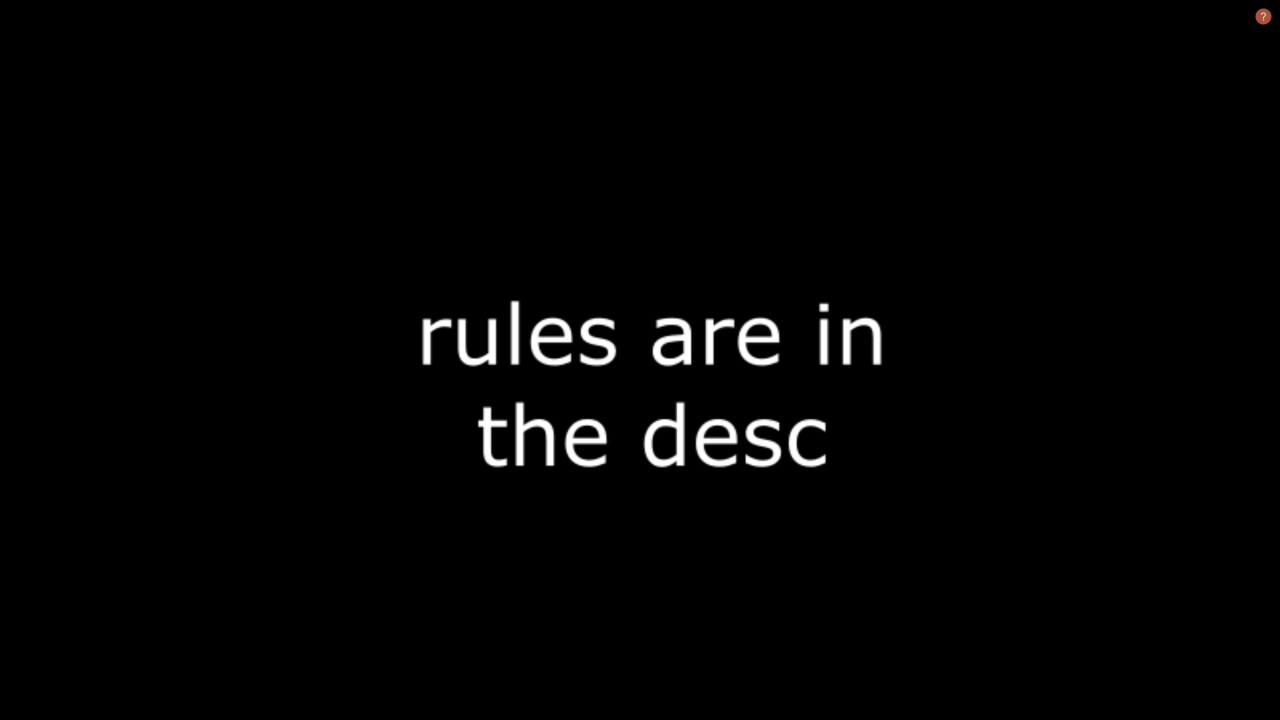 ?
rules are in
the desc